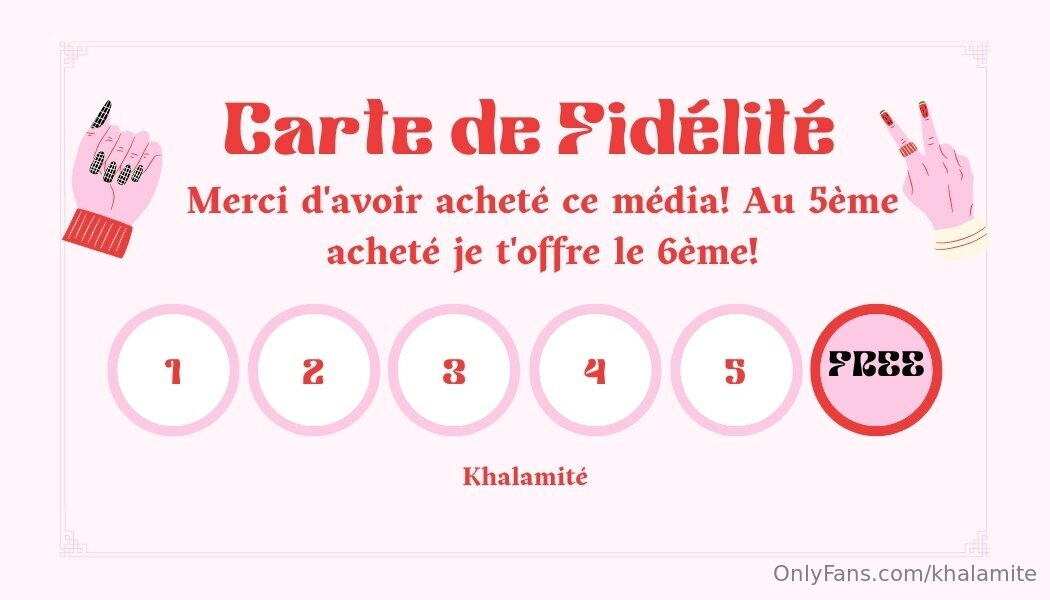 Carte de Fidélité
Merci d'avoir acheté ce média! Au 5ème
acheté je t'offre le 6ème!
1 2 3 4 5 FREE
Khalamité
OnlyFans.com/khalamite